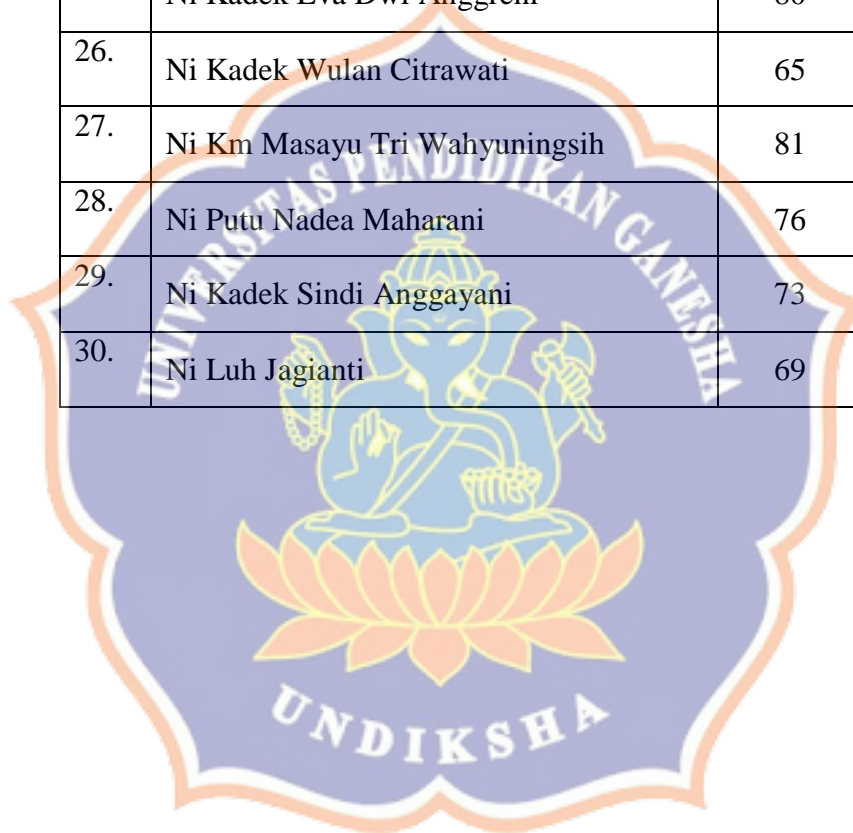 26. Ni Kadek Wulan Citrawati 65
27. Ni Km Masayu Tri Wahyuningsih 81
28. Ni Putu Nadea Maharani 76
29. Ni Kadek Sindi Anggayani 73
30. Ni Luh Jagianti 69
UNIVERSITAS PENDIDIKAN GANESHA
UNDIKSHA